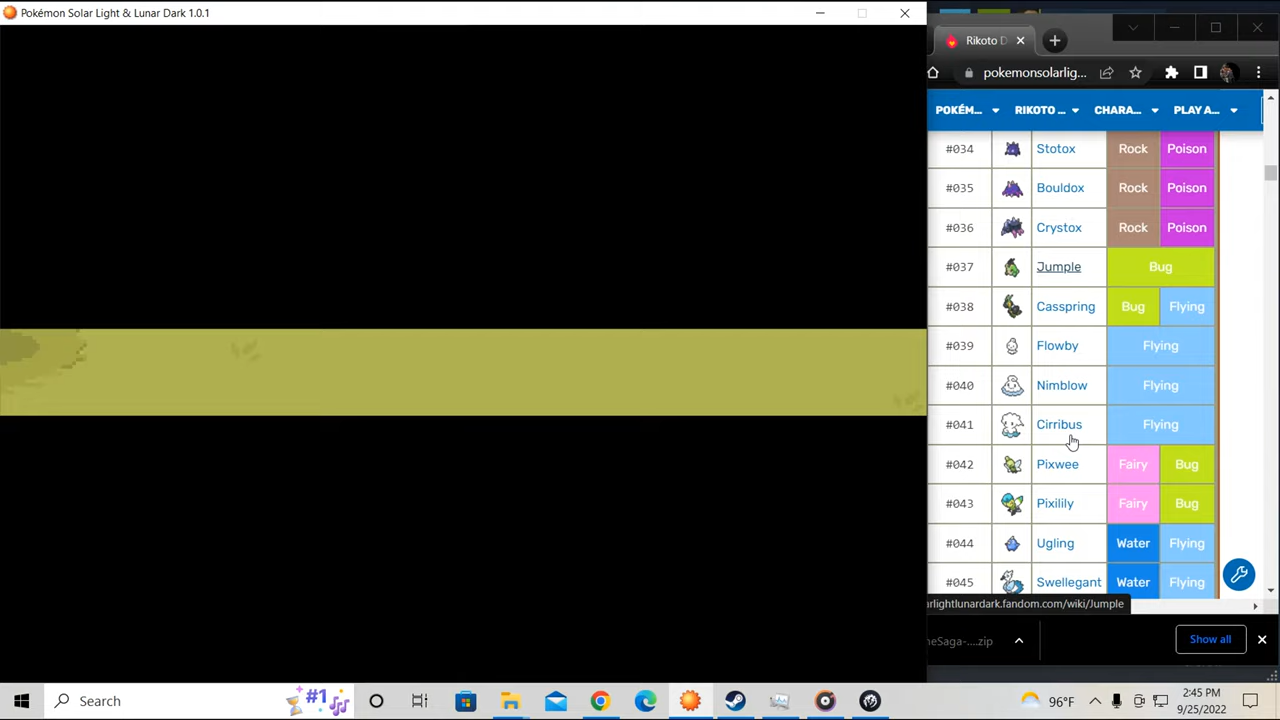 Pokémon Solar Light & Lunar Dark 1.0.1
Rikoto D
pokemonsolarlig...
POKÉM... RIKOTO ... CHARA... PLAY A...
#034 Stotox Rock Poison
#035 Bouldox Rock Poison
#036 Crystox Rock Poison
#037 Jumple Bug
#038 Casspring Bug Flying
#039 Flowby Flying
#040 Nimblow Flying
#041 Cirribus Flying
#042 Pixwee Fairy Bug
#043 Pixilily Fairy Bug
#044 Ugling Water Flying
#045 Swellegant Water Flying
arlightlunardark.fandom.com/wiki/Jumple
neSaga-....zip
Show all
Search
#1
96°F
2:45 PM
9/25/2022